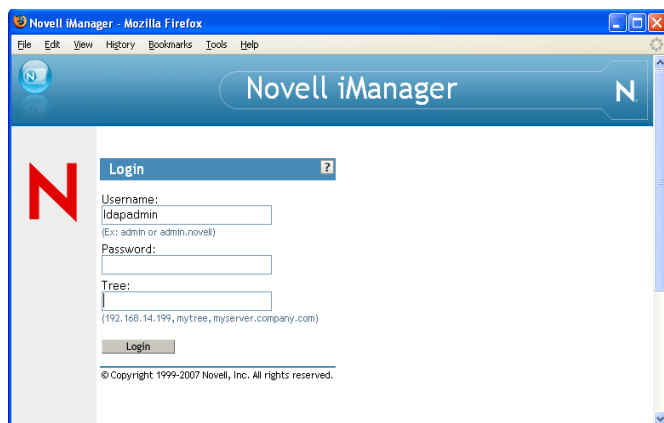 Novell iManager - Mozilla Firefox
File Edit View History Bookmarks Tools Help
N
Novell iManager
N
N
Login
?
Username:
ldapadmin
(Ex: admin or admin.novell)
Password:
Tree:
(192.168.14.199, mytree, myserver.company.com)
Login
© Copyright 1999-2007 Novell, Inc. All rights reserved.